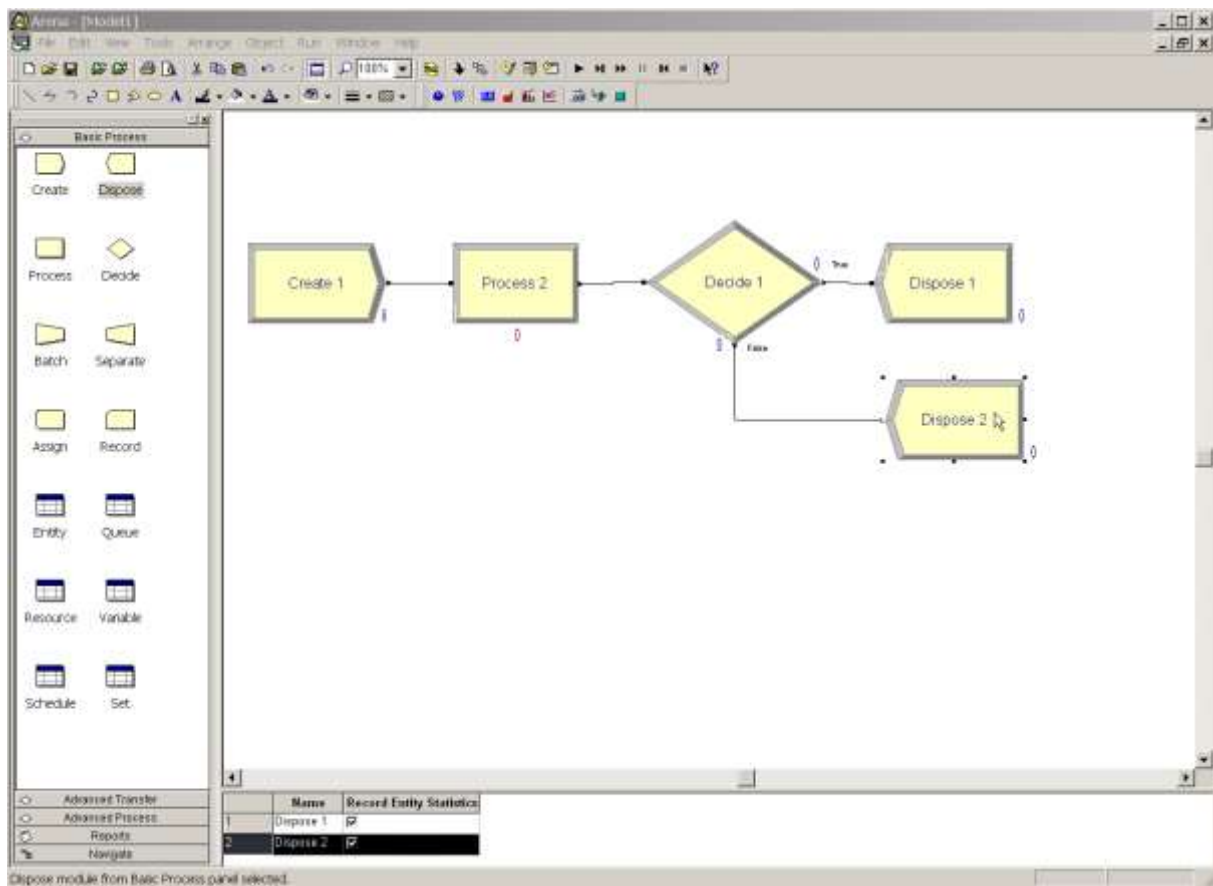 Arena - [Model1]
File Edit View Tools Arrange Object Run Window Help
100%
Basic Process
Create Dispose
Process Decide
Batch Separate
Assign Record
Entity Queue
Resource Variable
Schedule Set
Advanced Transfer
Advanced Process
Reports
Navigate
Create 1
Process 2
0
Decide 1
0 True
0 False
Dispose 1
0
Dispose 2
0
Name Record Entity Statistics
1 Dispose 1
2 Dispose 2
Dispose module from Basic Process panel selected.